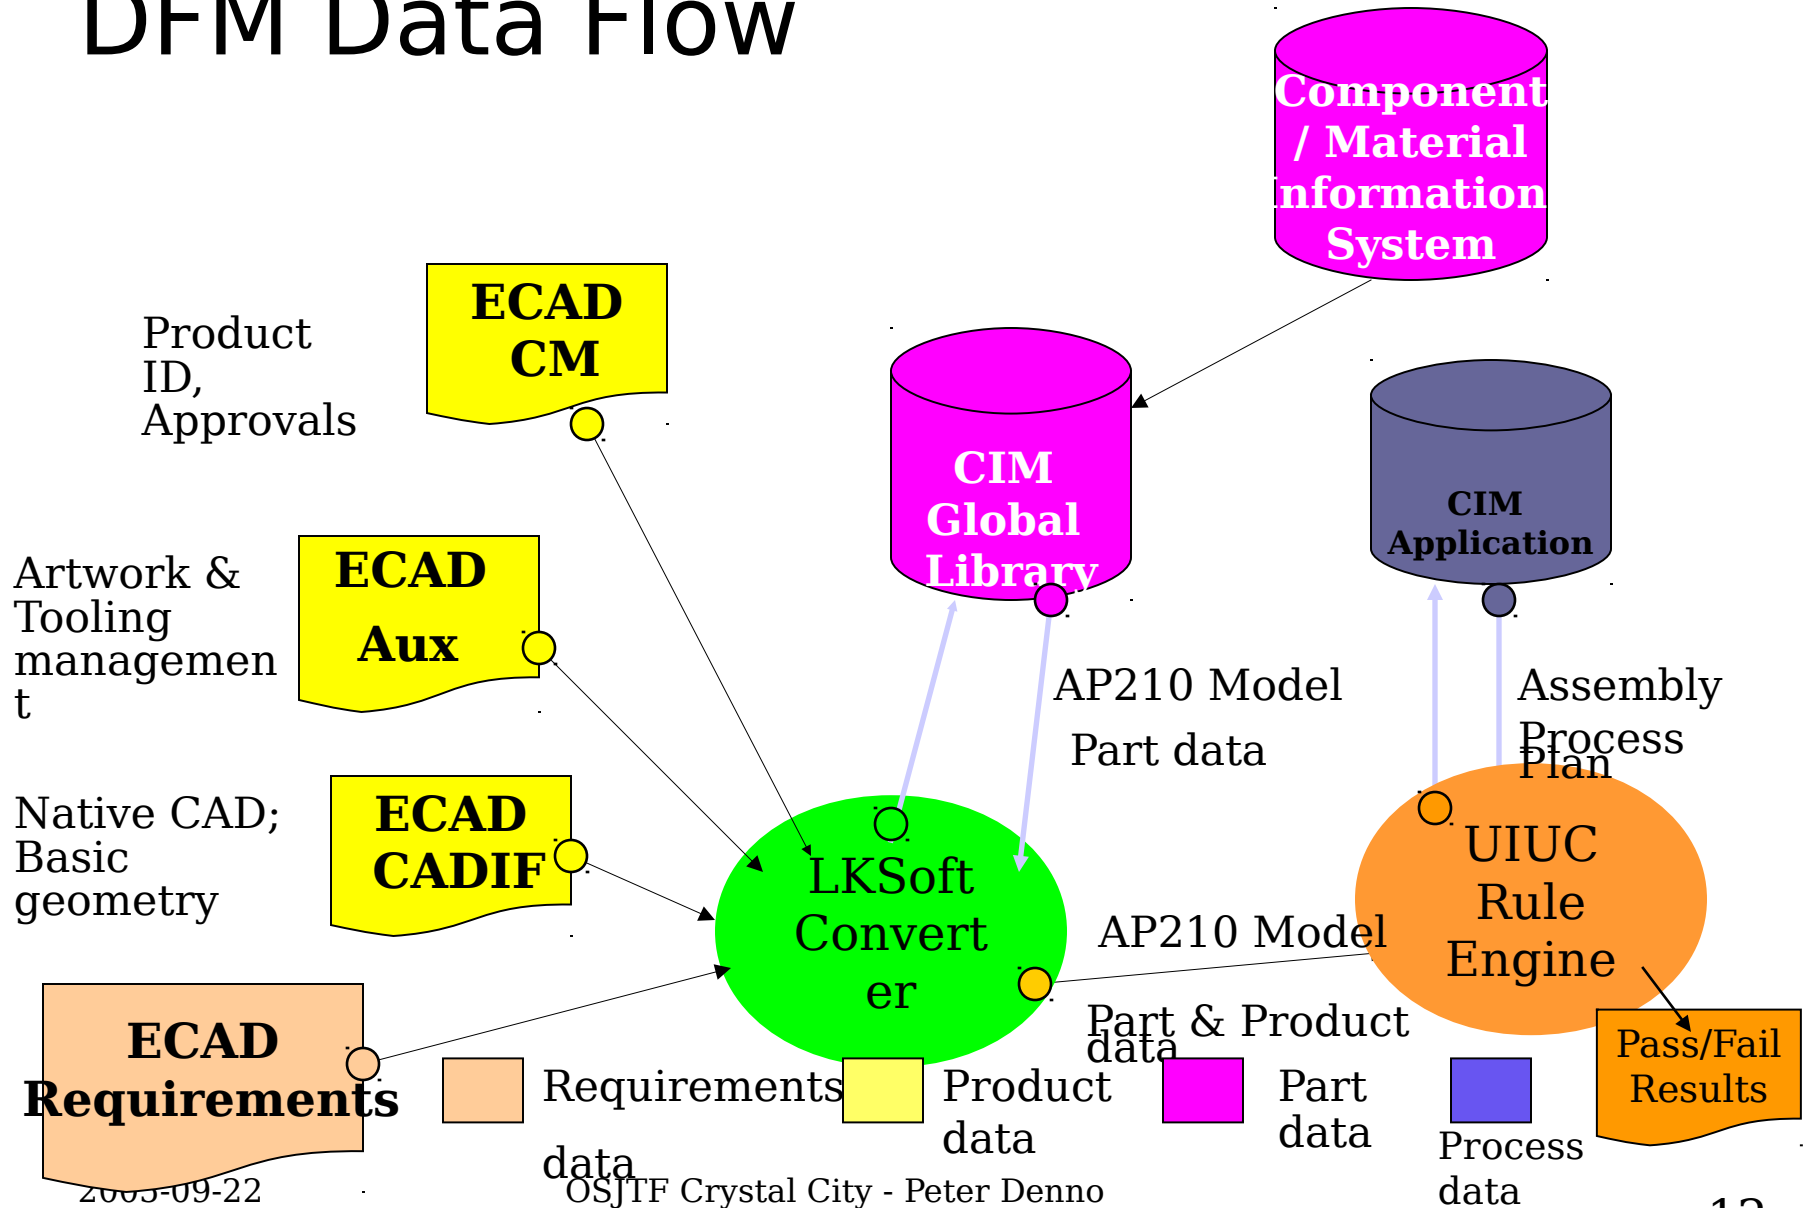 DFM Data Flow
Component
/ Material
Information
System
ECAD
CM
Product
ID,
Approvals
CIM
Global
Library
CIM
Application
ECAD
Aux
Artwork &
Tooling
managemen
t
AP210 Model
Part data
Assembly
Process
Plan
ECAD
CADIF
Native CAD;
Basic
geometry
LKSoft
Convert
er
UIUC
Rule
Engine
AP210 Model
Part & Product
data
ECAD
Requirements
Pass/Fail
Results
Requirements
data
Product
data
Part
data
Process
data
2005-09-22
OSJTF Crystal City - Peter Denno